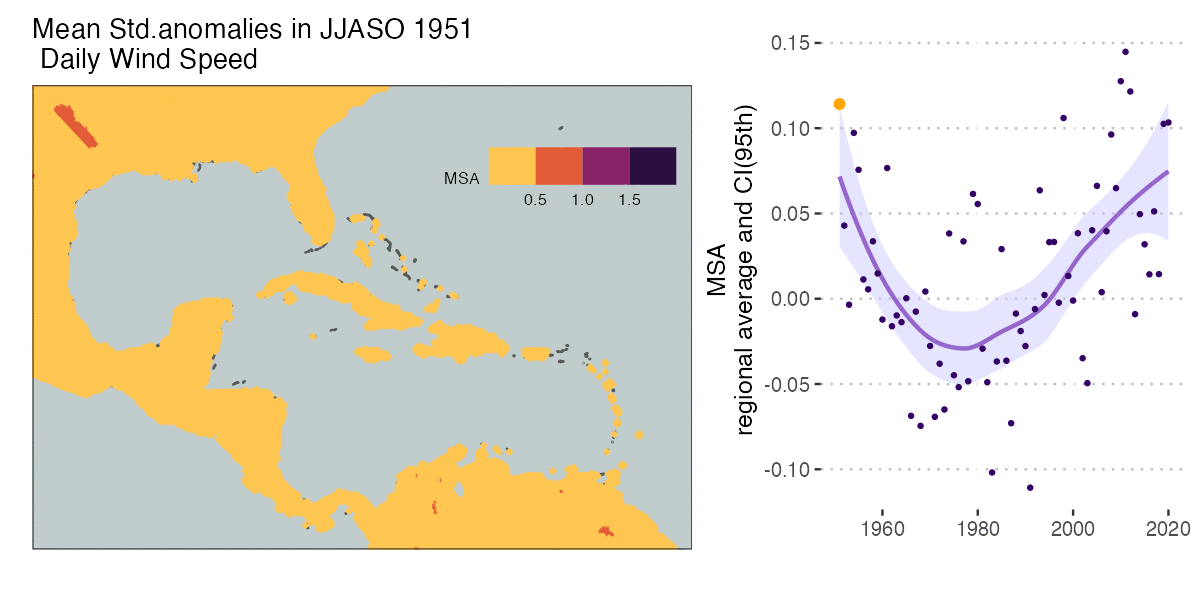 Mean Std.anomalies in JJASO 1951
Daily Wind Speed
MSA
0.5 1.0 1.5
MSA
regional average and CI(95th)
0.15
0.10
0.05
0.00
-0.05
-0.10
1960 1980 2000 2020